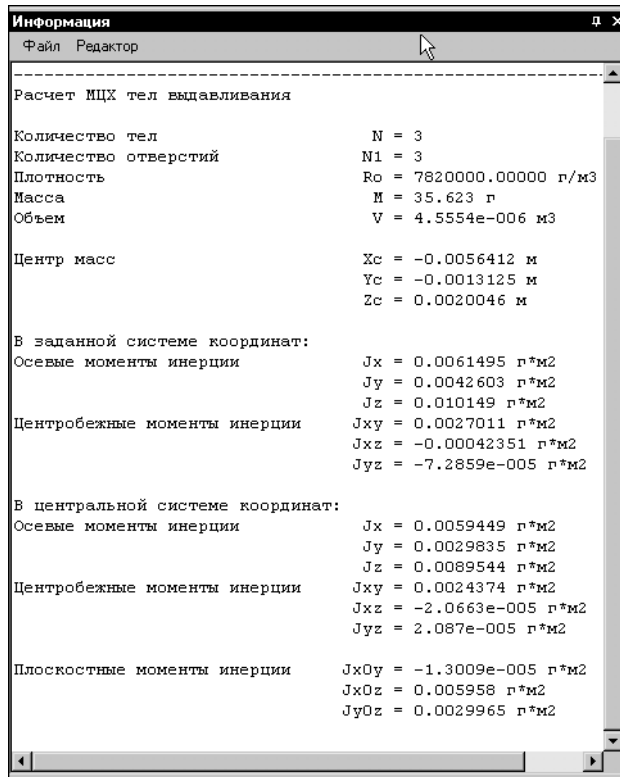 Информация
Файл Редактор
Расчет МЦХ тел выдавливания
Количество тел N = 3
Количество отверстий N1 = 3
Плотность Ro = 7820000.00000 г/м3
Масса M = 35.623 г
Объем V = 4.5554e-006 м3
Центр масс Xc = -0.0056412 м
Yc = -0.0013125 м
Zc = 0.0020046 м
В заданной системе координат:
Осевые моменты инерции Jx = 0.0061495 г*м2
Jy = 0.0042603 г*м2
Jz = 0.010149 г*м2
Центробежные моменты инерции Jxy = 0.0027011 г*м2
Jxz = -0.00042351 г*м2
Jyz = -7.2859e-005 г*м2
В центральной системе координат:
Осевые моменты инерции Jx = 0.0059449 г*м2
Jy = 0.0029835 г*м2
Jz = 0.0089544 г*м2
Центробежные моменты инерции Jxy = 0.0024374 г*м2
Jxz = -2.0663e-005 г*м2
Jyz = 2.087e-005 г*м2
Плоскостные моменты инерции Jx0y = -1.3009e-005 г*м2
Jx0z = 0.005958 г*м2
Jy0z = 0.0029965 г*м2